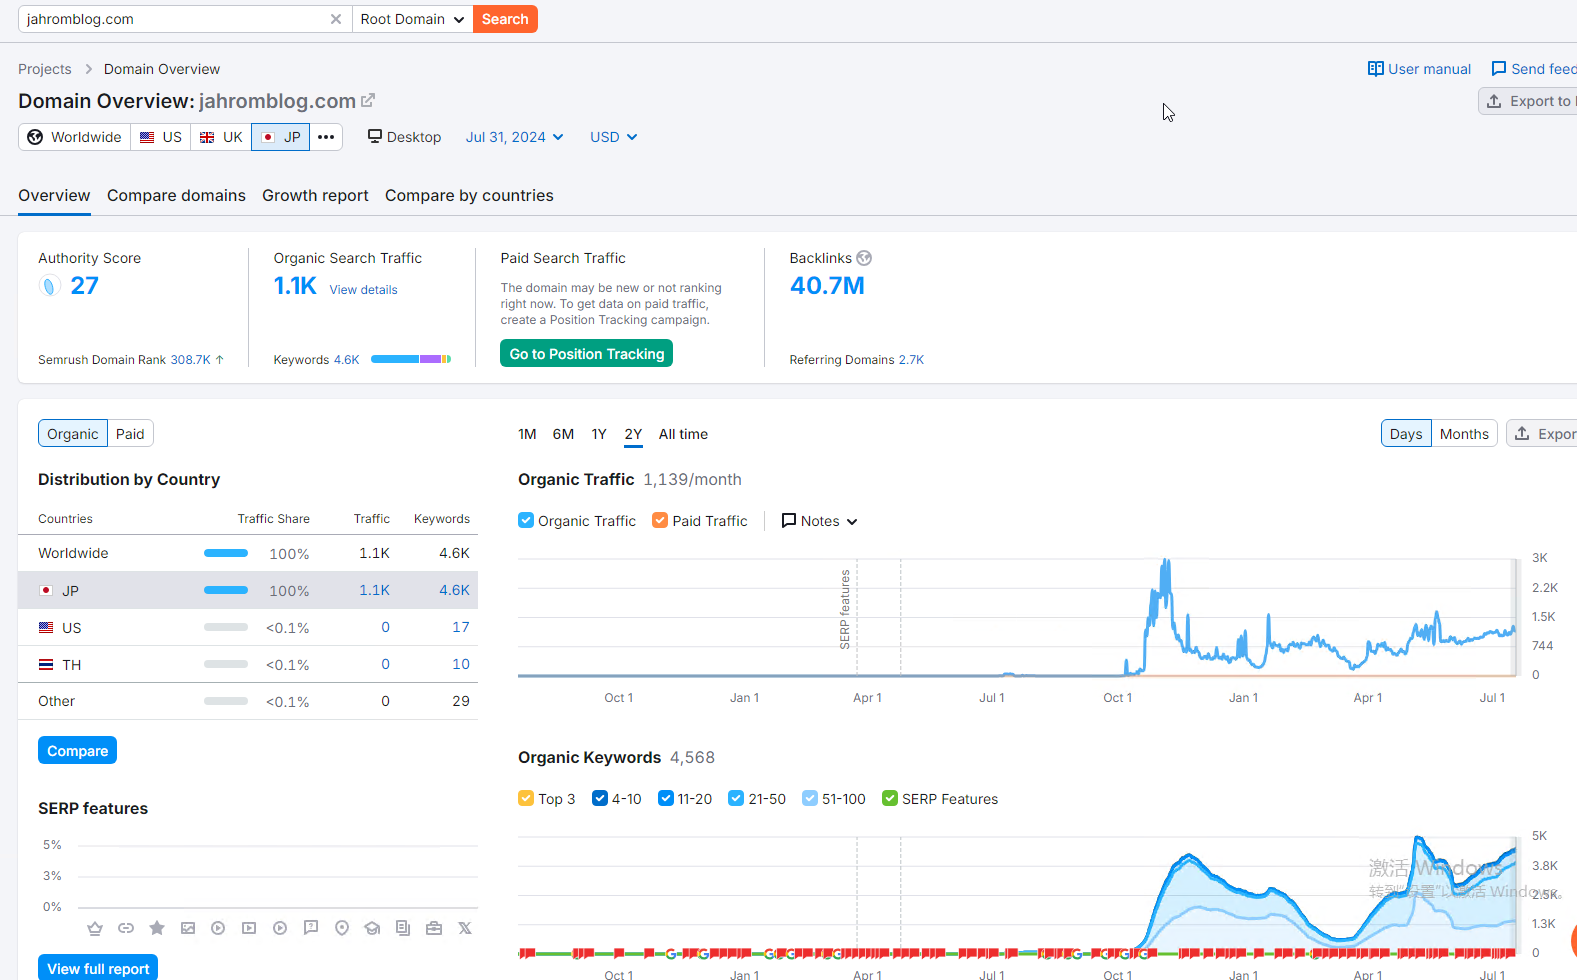 jahromblog.com Root Domain Search
Projects Domain Overview User manual Send feed
Domain Overview: jahromblog.com Export to
Worldwide US UK JP Desktop Jul 31, 2024 USD
Overview Compare domains Growth report Compare by countries
Authority Score
27
Semrush Domain Rank 308.7K ↑
Organic Search Traffic
1.1K View details
Keywords 4.6K
Paid Search Traffic
The domain may be new or not ranking
right now. To get data on paid traffic,
create a Position Tracking campaign.
Go to Position Tracking
Backlinks
40.7M
Referring Domains 2.7K
Organic Paid
Distribution by Country
Countries Traffic Share Traffic Keywords
Worldwide 100% 1.1K 4.6K
JP 100% 1.1K 4.6K
US <0.1% 0 17
TH <0.1% 0 10
Other <0.1% 0 29
Compare
SERP features
5%
3%
0%
View full report
1M 6M 1Y 2Y All time Days Months Expor
Organic Traffic 1,139/month
Organic Traffic Paid Traffic Notes
SERP features
3K
2.2K
1.5K
744
0
Oct 1 Jan 1 Apr 1 Jul 1 Oct 1 Jan 1 Apr 1 Jul 1
Organic Keywords 4,568
Top 3 4-10 11-20 21-50 51-100 SERP Features
5K
3.8K
2.5K
1.3K
0
激活 Windows
转到"设置"以激活 Windows。
Oct 1 Jan 1 Apr 1 Jul 1 Oct 1 Jan 1 Apr 1 Jul 1